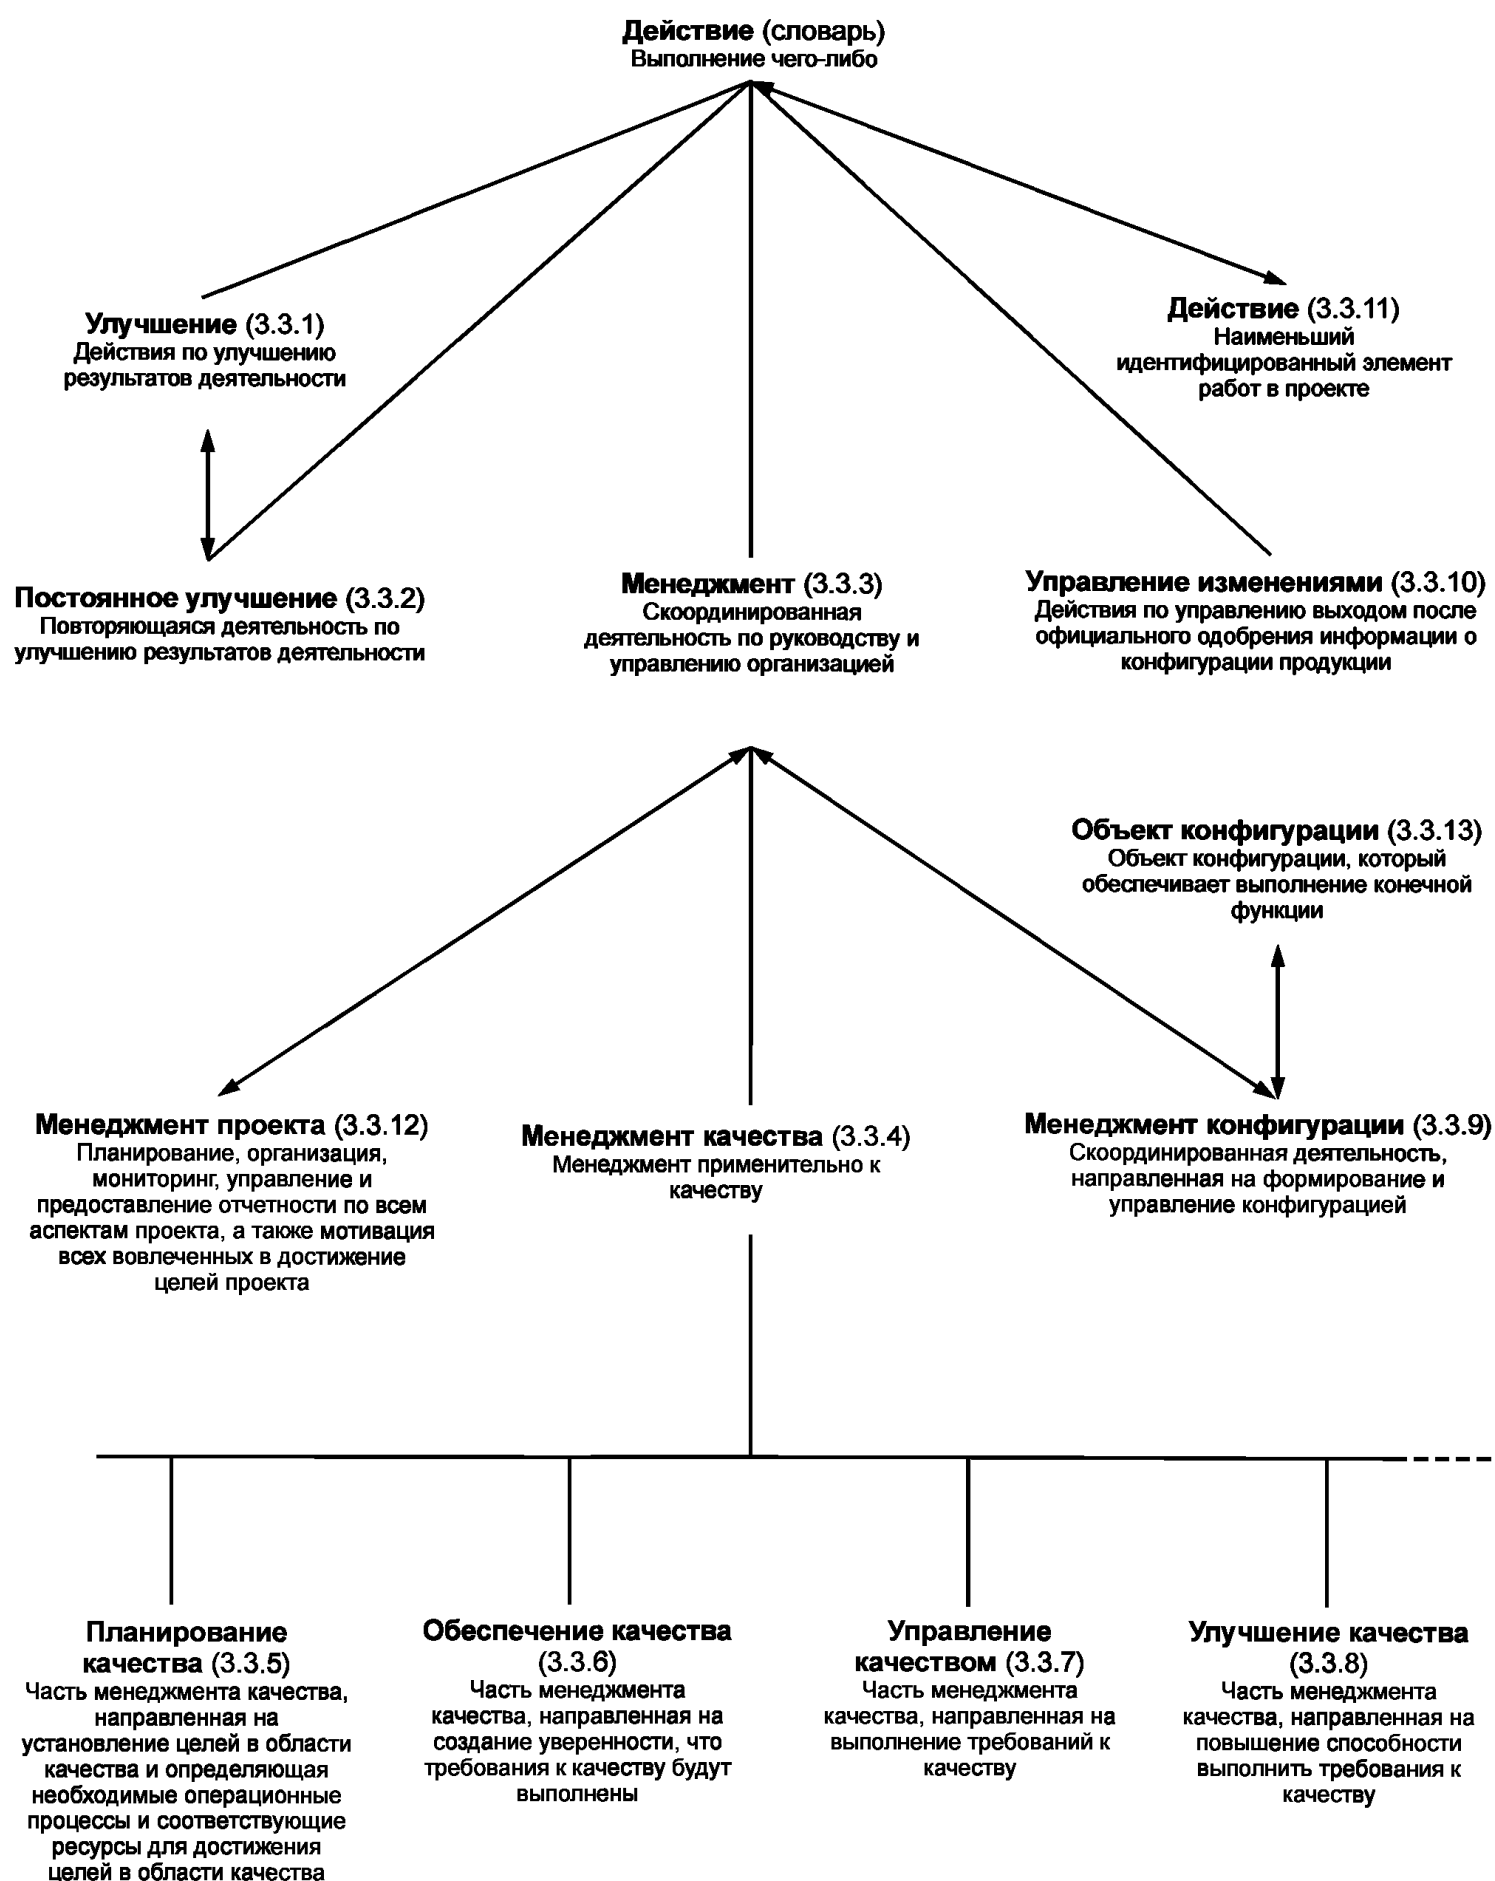 Действие (словарь)
Выполнение чего-либо
Улучшение (3.3.1)
Действия по улучшению
результатов деятельности
Действие (3.3.11)
Наименьший
идентифицированный элемент
работ в проекте
Постоянное улучшение (3.3.2)
Повторяющаяся деятельность по
улучшению результатов деятельности
Менеджмент (3.3.3)
Скоординированная
деятельность по руководству и
управлению организацией
Управление изменениями (3.3.10)
Действия по управлению выходом после
официального одобрения информации о
конфигурации продукции
Объект конфигурации (3.3.13)
Объект конфигурации, который
обеспечивает выполнение конечной
функции
Менеджмент проекта (3.3.12)
Планирование, организация,
мониторинг, управление и
предоставление отчетности по всем
аспектам проекта, а также мотивация
всех вовлеченных в достижение
целей проекта
Менеджмент качества (3.3.4)
Менеджмент применительно к
качеству
Менеджмент конфигурации (3.3.9)
Скоординированная деятельность,
направленная на формирование и
управление конфигурацией
Планирование
качества (3.3.5)
Часть менеджмента качества,
направленная на
установление целей в области
качества и определяющая
необходимые операционные
процессы и соответствующие
ресурсы для достижения
целей в области качества
Обеспечение качества
(3.3.6)
Часть менеджмента
качества, направленная на
создание уверенности, что
требования к качеству будут
выполнены
Управление
качеством (3.3.7)
Часть менеджмента
качества, направленная на
выполнение требований к
качеству
Улучшение качества
(3.3.8)
Часть менеджмента
качества, направленная на
повышение способности
выполнить требования к
качеству